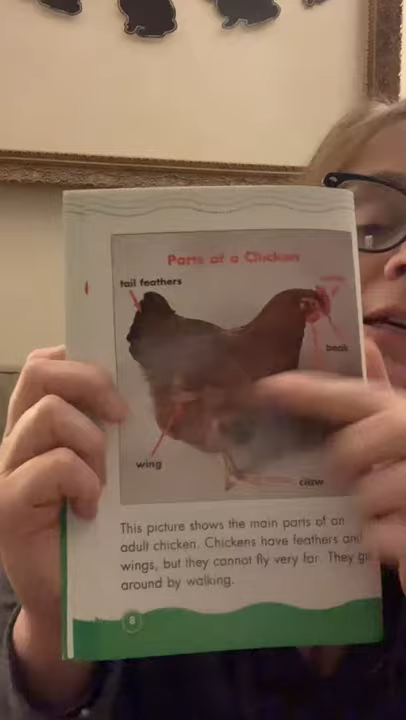 Parts of a Chicken
tail feathers
beak
wing
claw
This picture shows the main parts of an
adult chicken. Chickens have feathers and
wings, but they cannot fly very far. They g
around by walking.
8